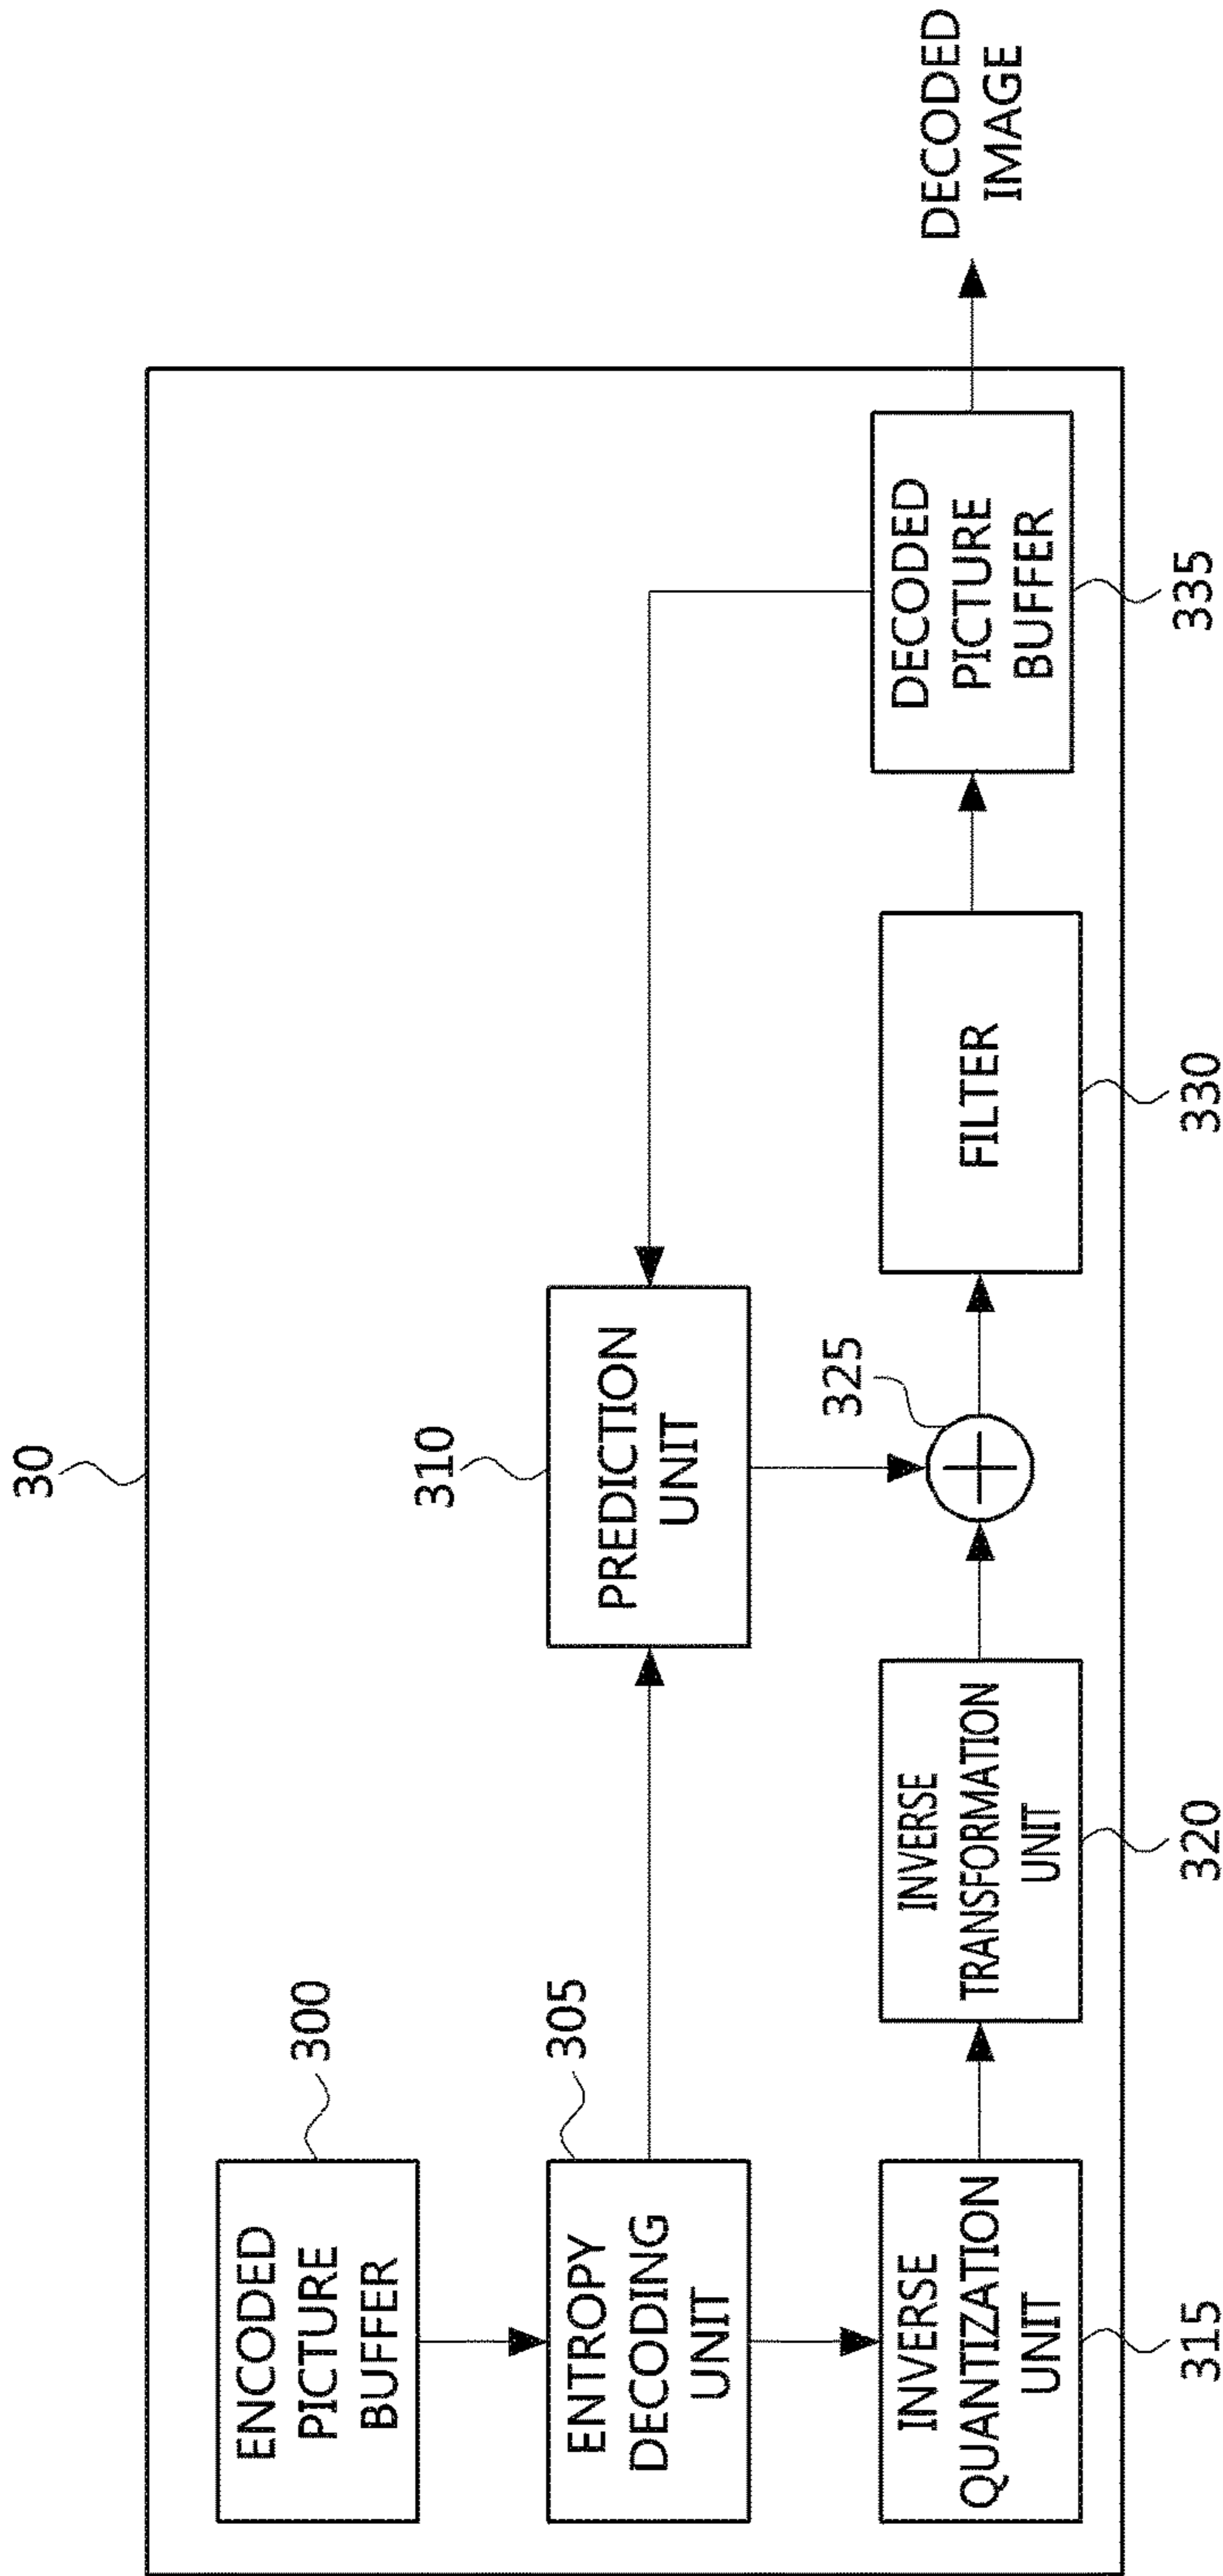 30
ENCODED
PICTURE
BUFFER
300
ENTROPY
DECODING
UNIT
305
PREDICTION
UNIT
310
INVERSE
QUANTIZATION
UNIT
315
INVERSE
TRANSFORMATION
UNIT
320
325
FILTER
330
DECODED
PICTURE
BUFFER
335
DECODED
IMAGE